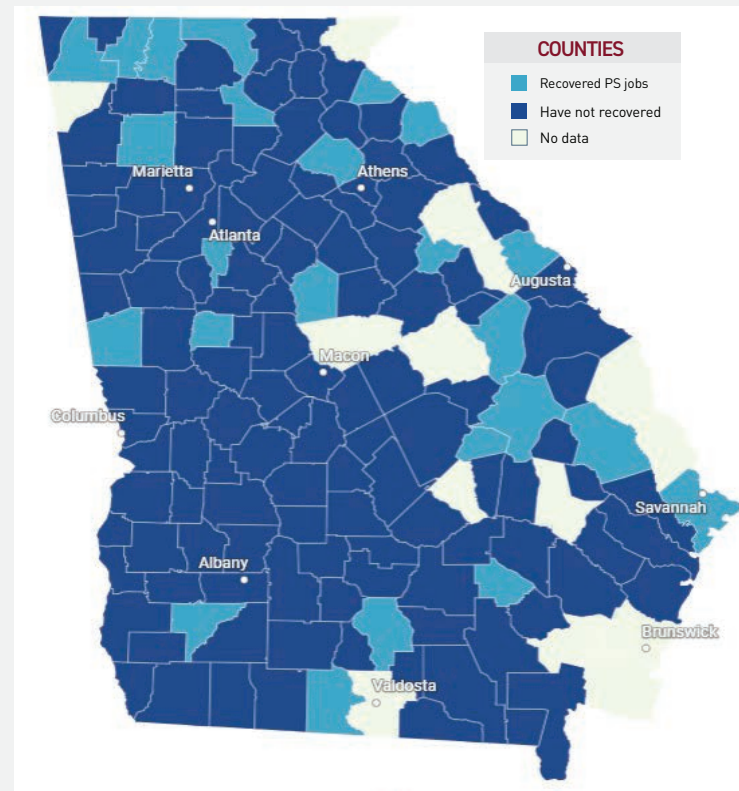 COUNTIES
Recovered PS jobs
Have not recovered
No data
Marietta
Athens
Atlanta
Augusta
Macon
Columbus
Savannah
Albany
Brunswick
Valdosta